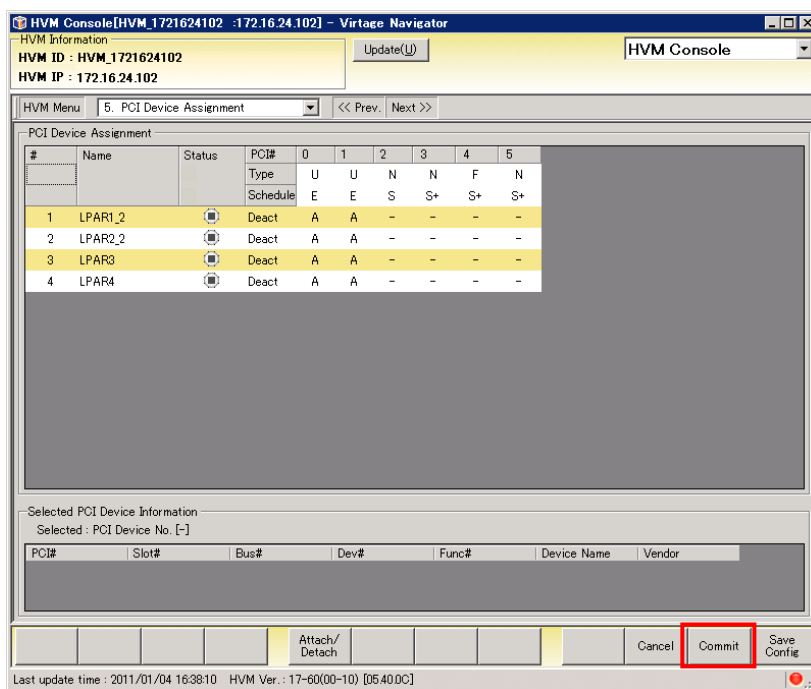 HVM Console[HVM_1721624102 :172.16.24.102] - Virtage Navigator
HVM Information
HVM ID : HVM_1721624102
HVM IP : 172.16.24.102
Update(U)
HVM Console
HVM Menu 5. PCI Device Assignment << Prev. Next >>
PCI Device Assignment
# Name Status PCI# 0 1 2 3 4 5
Type U U N N F N
Schedule E E S S+ S+ S+
1 LPAR1_2 Deact A A - - - -
2 LPAR2_2 Deact A A - - - -
3 LPAR3 Deact A A - - - -
4 LPAR4 Deact A A - - - -
Selected PCI Device Information
Selected : PCI Device No. [-]
PCI# Slot# Bus# Dev# Func# Device Name Vendor
Attach/
Detach
Cancel Commit
Save
Config
Last update time : 2011/01/04 16:38:10 HVM Ver. : 17-60(00-10) [05.40.0C]